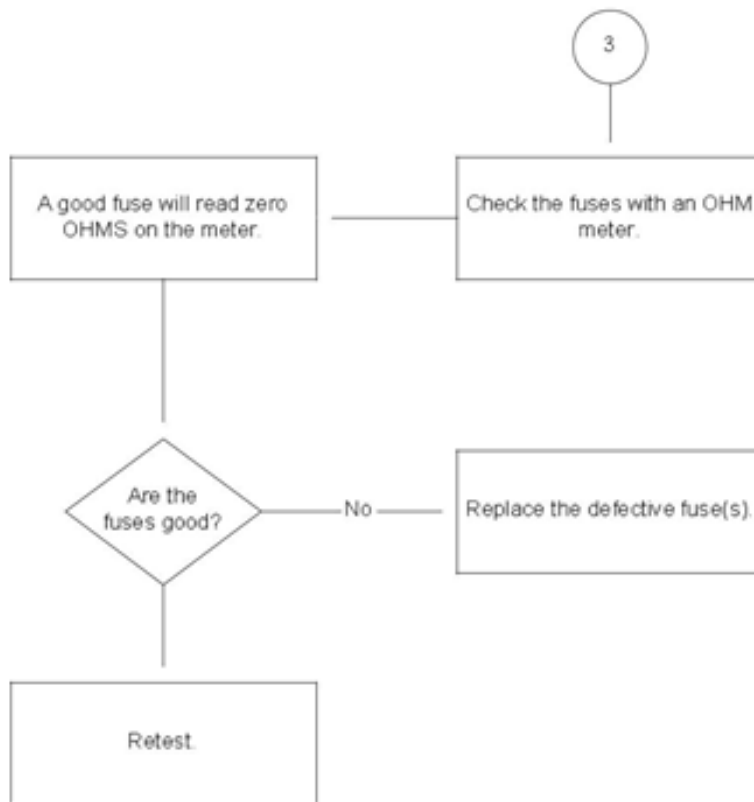 3
Check the fuses with an OHM
meter.
A good fuse will read zero
OHMS on the meter.
Are the
fuses good?
No
Replace the defective fuse(s).
Retest.